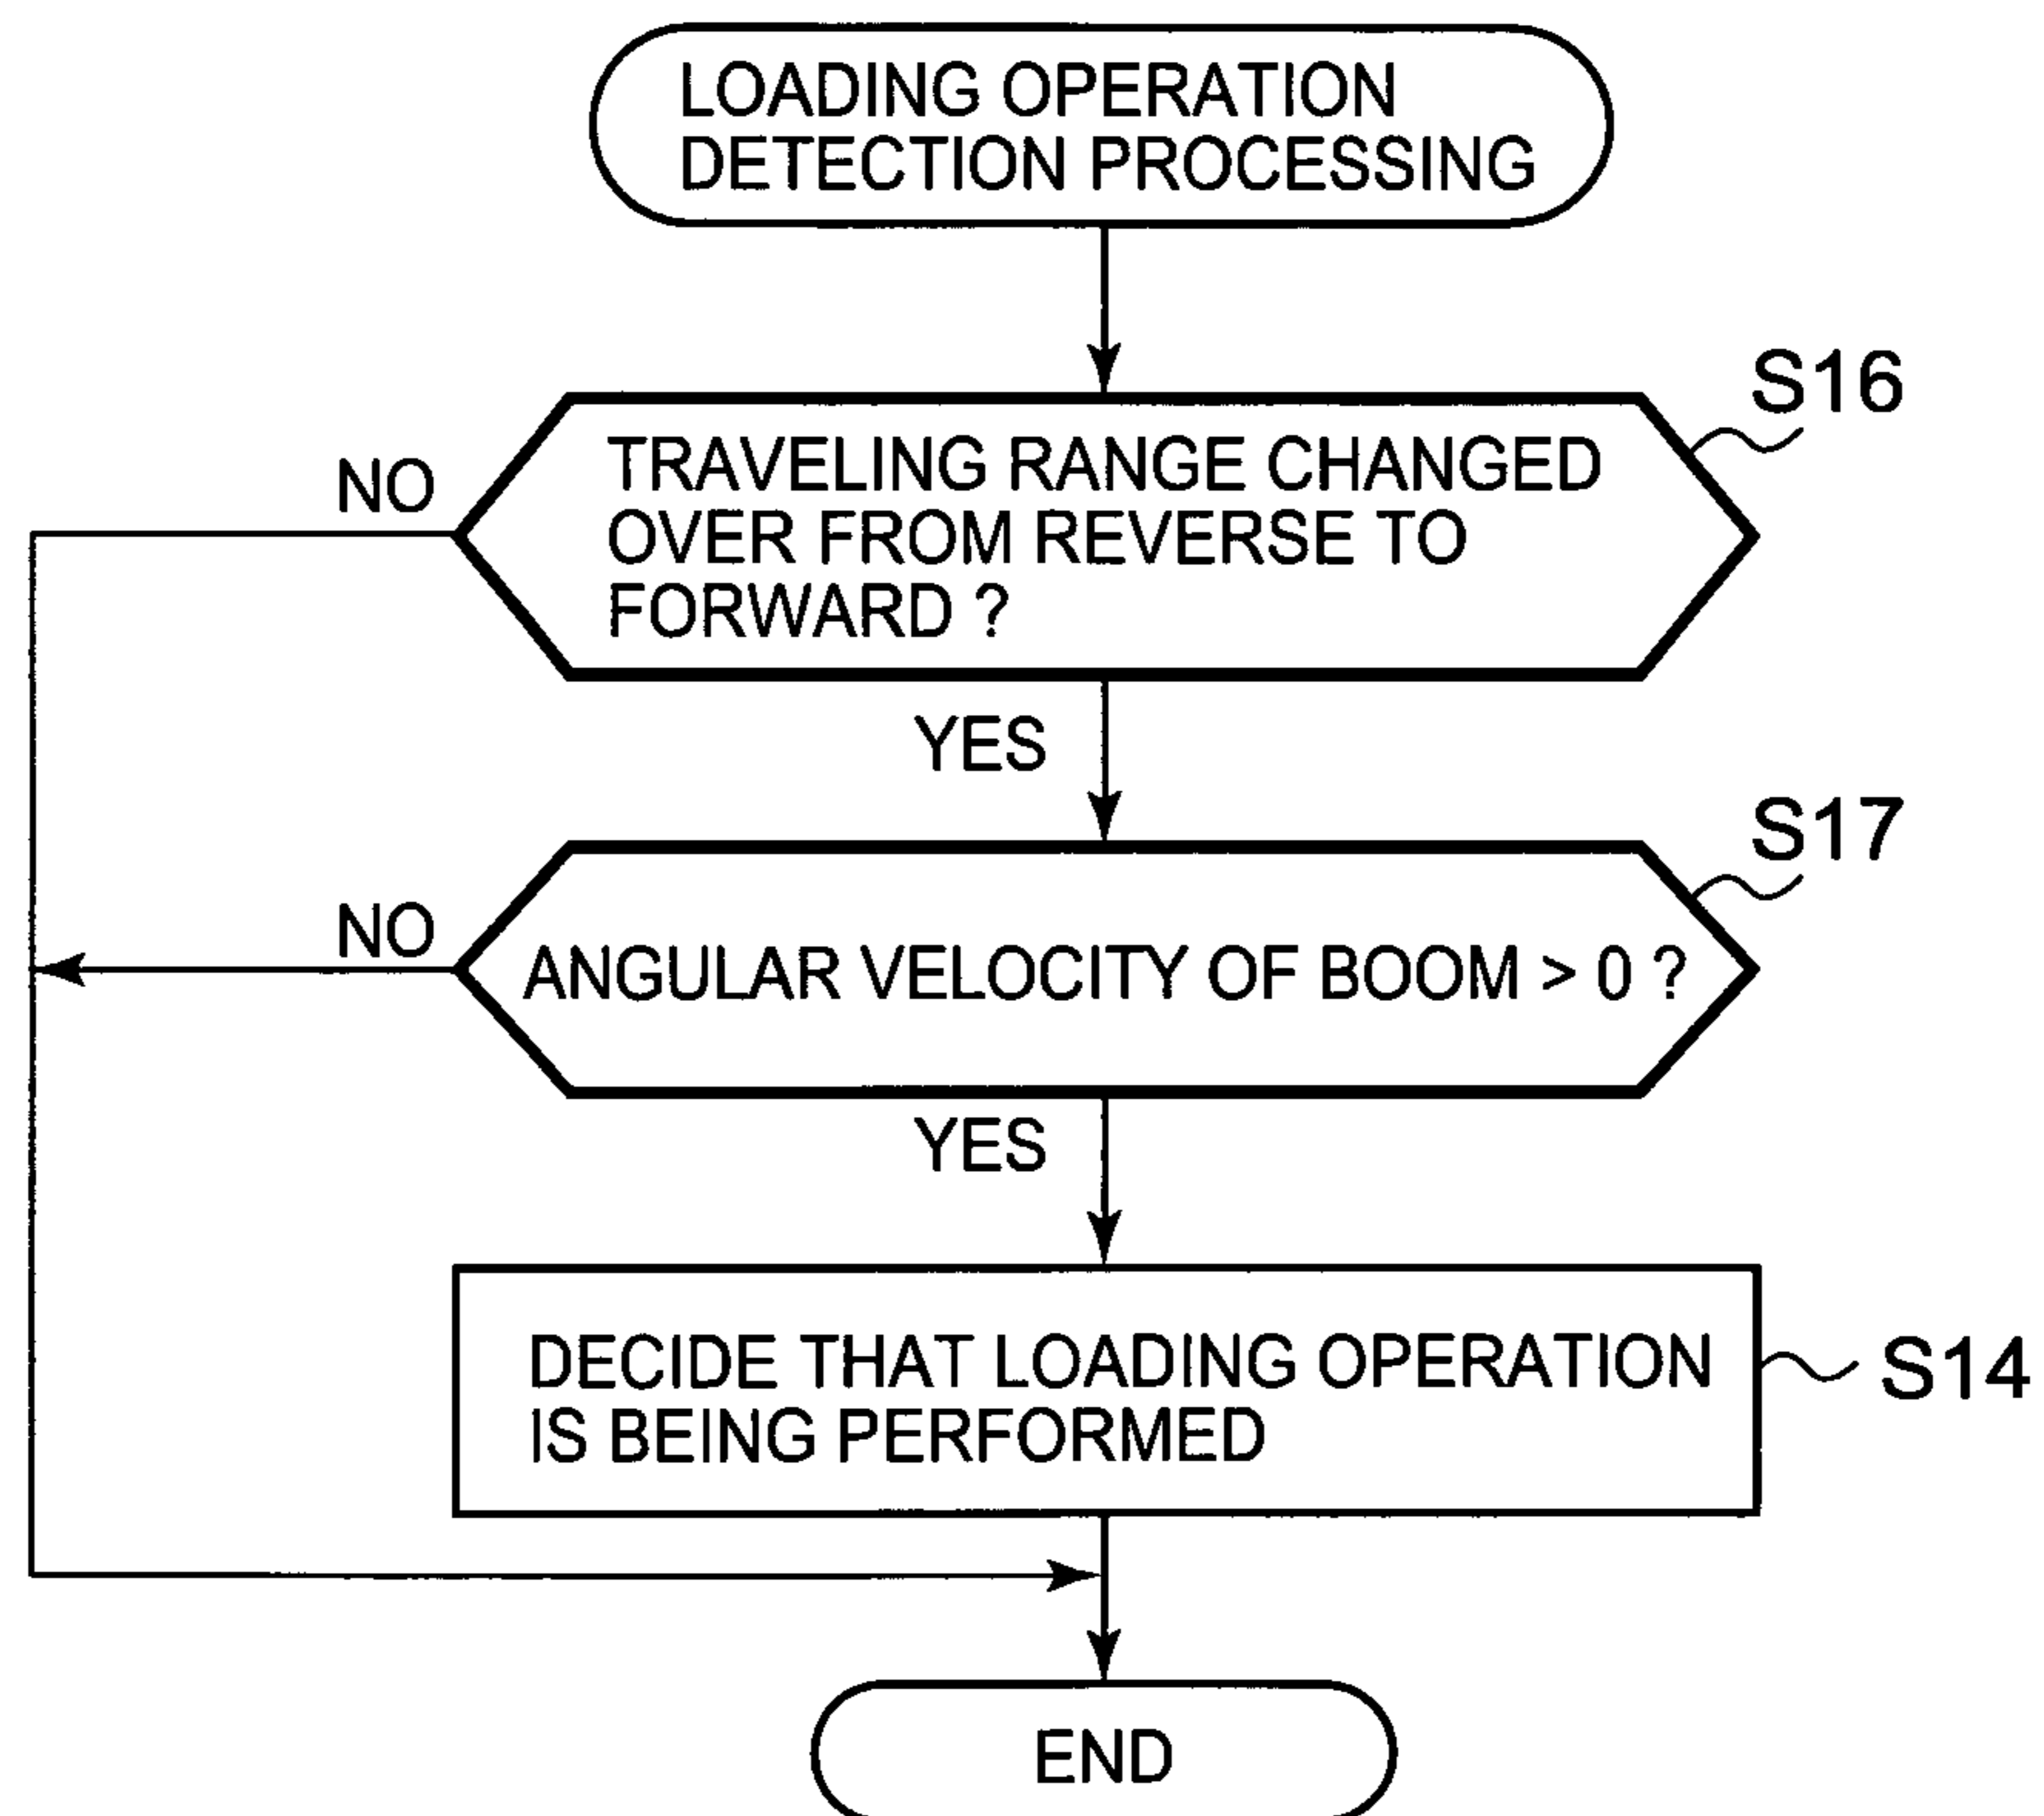 LOADING OPERATION
DETECTION PROCESSING
S16
NO
TRAVELING RANGE CHANGED
OVER FROM REVERSE TO
FORWARD ?
YES
S17
NO
ANGULAR VELOCITY OF BOOM > 0 ?
YES
DECIDE THAT LOADING OPERATION
IS BEING PERFORMED
S14
END